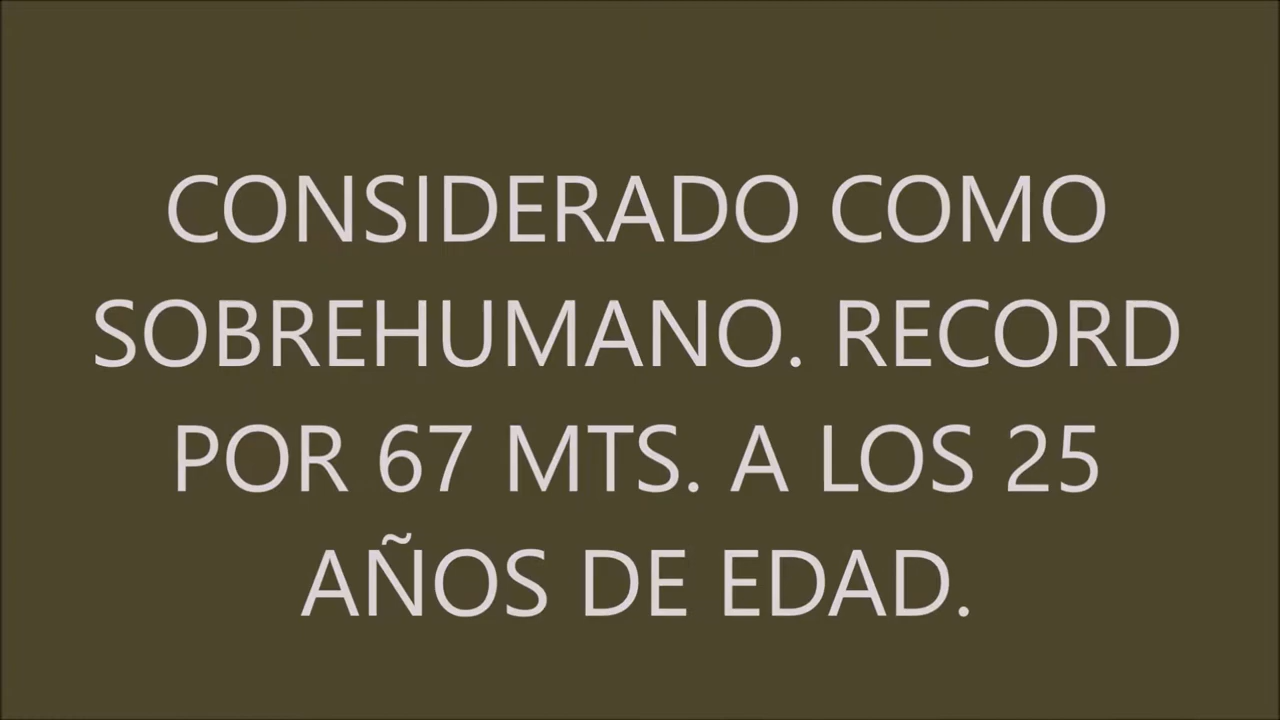 CONSIDERADO COMO
SOBREHUMANO. RECORD
POR 67 MTS. A LOS 25
AÑOS DE EDAD.